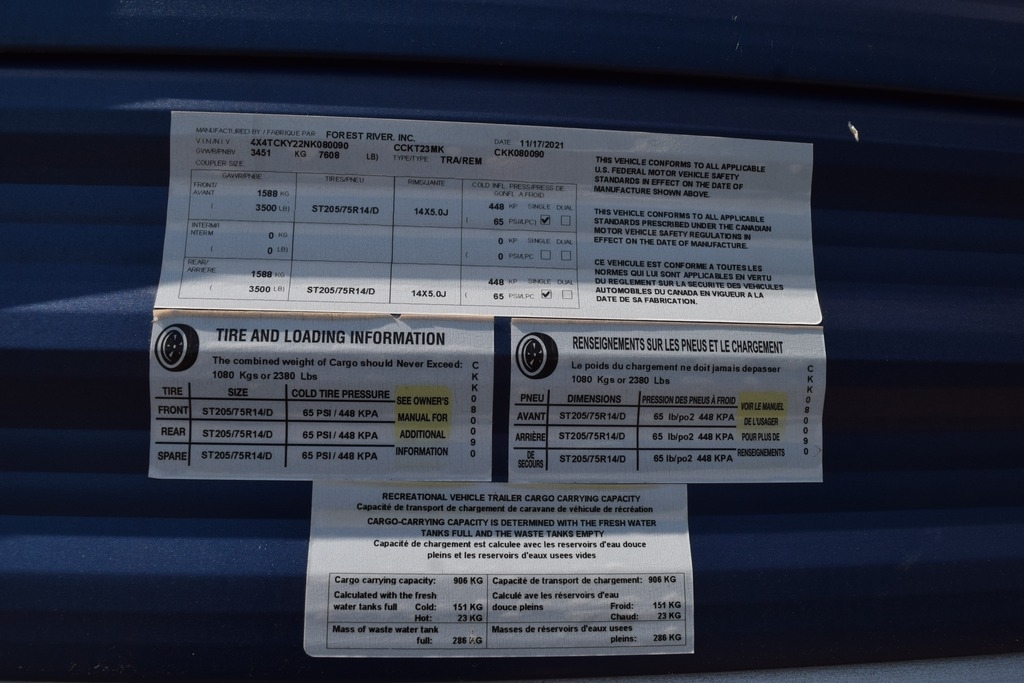 MANUFACTURED BY / FABRIQUE PAR FOREST RIVER, INC. DATE 11/17/2021
V.I.N./N.I.V 4X4TCKY22NK080090 CCKT23MK CKK080090
GVWR/PNBV 3451 KG 7608 LB) TYPE/TYPE TRA/REM
COUPLER SIZE
GAWR/PNBE TIRES/PNEU RIMS/JANTE COLD INFL. PRESS/PRESS DE GONFL. A FROID
FRONT/ AVANT 1588 KG 448 KP SINGLE DUAL
( 3500 LB) ST205/75R14/D 14X5.0J ( 65 PSI/LPC)
INTERMIT INTERM 0 KG 0 KP SINGLE DUAL
( 0 LB) ( 0 PSI/LPC
REAR/ ARRIERE 1588 KG 448 KP SINGLE DUAL
( 3500 LB) ST205/75R14/D 14X5.0J ( 65 PSI/LPC
THIS VEHICLE CONFORMS TO ALL APPLICABLE
U.S. FEDERAL MOTOR VEHICLE SAFETY
STANDARDS IN EFFECT ON THE DATE OF
MANUFACTURE SHOWN ABOVE.
THIS VEHICLE CONFORMS TO ALL APPLICABLE
STANDARDS PRESCRIBED UNDER THE CANADIAN
MOTOR VEHICLE SAFETY REGULATIONS IN
EFFECT ON THE DATE OF MANUFACTURE.
CE VEHICULE EST CONFORME A TOUTES LES
NORMES QUI LUI SONT APPLICABLES EN VERTU
DU REGLEMENT SUR LA SECURITE DES VEHICULES
AUTOMOBILES DU CANADA EN VIGUEUR A LA
DATE DE SA FABRICATION.
TIRE AND LOADING INFORMATION
The combined weight of Cargo should Never Exceed:
1080 Kgs or 2380 Lbs
TIRE SIZE COLD TIRE PRESSURE
FRONT ST205/75R14/D 65 PSI / 448 KPA
REAR ST205/75R14/D 65 PSI / 448 KPA
SPARE ST205/75R14/D 65 PSI / 448 KPA
SEE OWNER'S
MANUAL FOR
ADDITIONAL
INFORMATION
CKK080090
RENSEIGNEMENTS SUR LES PNEUS ET LE CHARGEMENT
Le poids du chargement ne doit jamais depasser
1080 Kgs or 2380 Lbs
PNEU DIMENSIONS PRESSION DES PNEUS À FROID
AVANT ST205/75R14/D 65 lb/po2 448 KPA
ARRIÈRE ST205/75R14/D 65 lb/po2 448 KPA
DE SECOURS ST205/75R14/D 65 lb/po2 448 KPA
VOIR LE MANUEL
DE L'USAGER
POUR PLUS DE
RENSEIGNEMENTS
CKK080090
RECREATIONAL VEHICLE TRAILER CARGO CARRYING CAPACITY
Capacité de transport de chargement de caravane de véhicule de récréation
CARGO-CARRYING CAPACITY IS DETERMINED WITH THE FRESH WATER
TANKS FULL AND THE WASTE TANKS EMPTY
Capacité de chargement est calculee avec les reservoirs d'eau douce
pleins et les reservoirs d'eaux usees vides
Cargo carrying capacity: 906 KG Capacité de transport de chargement: 906 KG
Calculated with the fresh Calculé ave les réservoirs d'eau
water tanks full Cold: 151 KG douce pleins Froid: 151 KG
Hot: 23 KG Chaud: 23 KG
Mass of waste water tank Masses de réservoirs d'eaux usees
full: 286 KG pleins: 286 KG